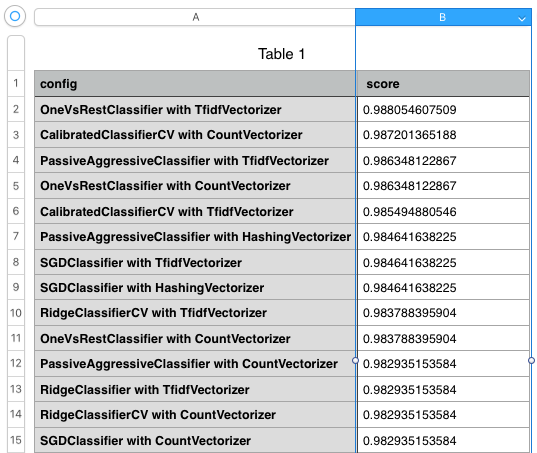 A B
Table 1
1 config score
2 OneVsRestClassifier with TfidfVectorizer 0.988054607509
3 CalibratedClassifierCV with CountVectorizer 0.987201365188
4 PassiveAggressiveClassifier with TfidfVectorizer 0.986348122867
5 OneVsRestClassifier with CountVectorizer 0.986348122867
6 CalibratedClassifierCV with TfidfVectorizer 0.985494880546
7 PassiveAggressiveClassifier with HashingVectorizer 0.984641638225
8 SGDClassifier with TfidfVectorizer 0.984641638225
9 SGDClassifier with HashingVectorizer 0.984641638225
10 RidgeClassifierCV with TfidfVectorizer 0.983788395904
11 OneVsRestClassifier with CountVectorizer 0.983788395904
12 PassiveAggressiveClassifier with CountVectorizer 0.982935153584
13 RidgeClassifier with TfidfVectorizer 0.982935153584
14 RidgeClassifierCV with CountVectorizer 0.982935153584
15 SGDClassifier with CountVectorizer 0.982935153584